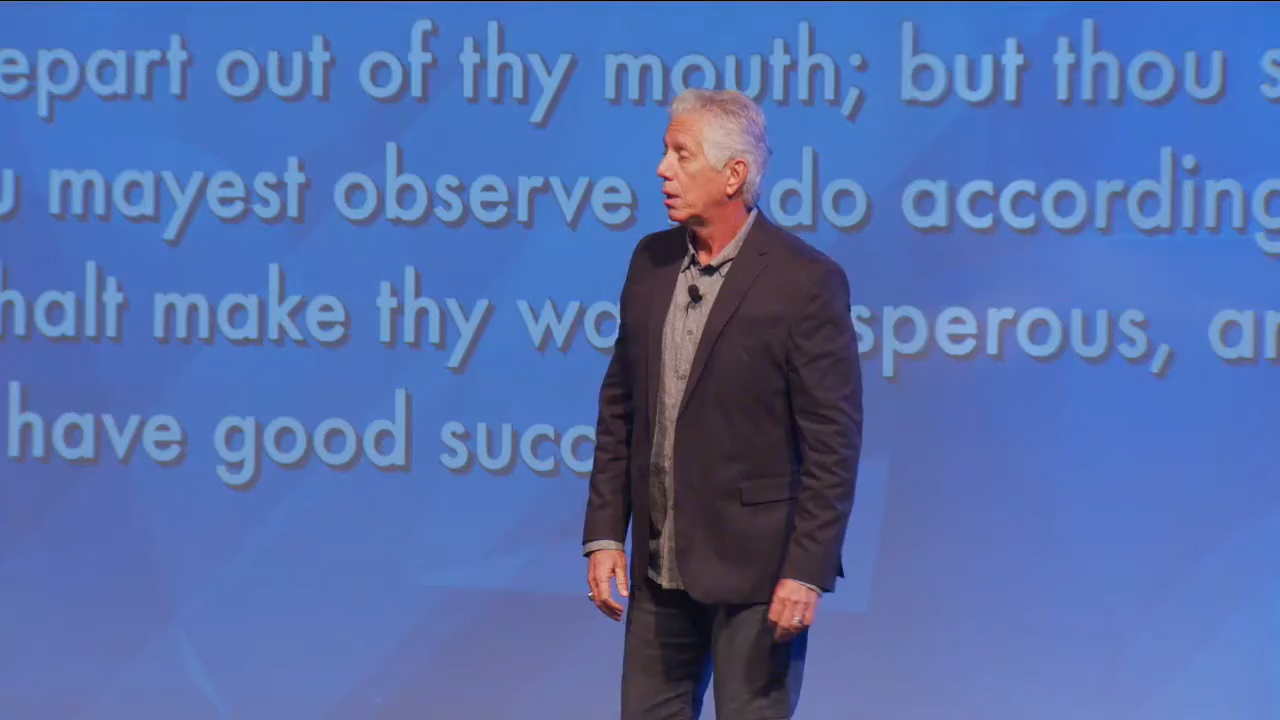 epart out of thy mouth; but thou s
u mayest observe do according
halt make thy wa sperous, an
have good succ